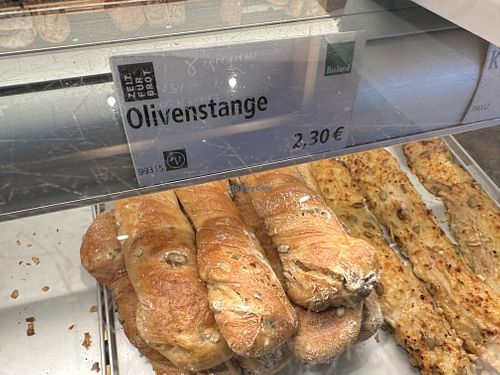 ZEIT
FÜR
BROT
Bioland
Olivenstange
2,30 €
99315 V
K